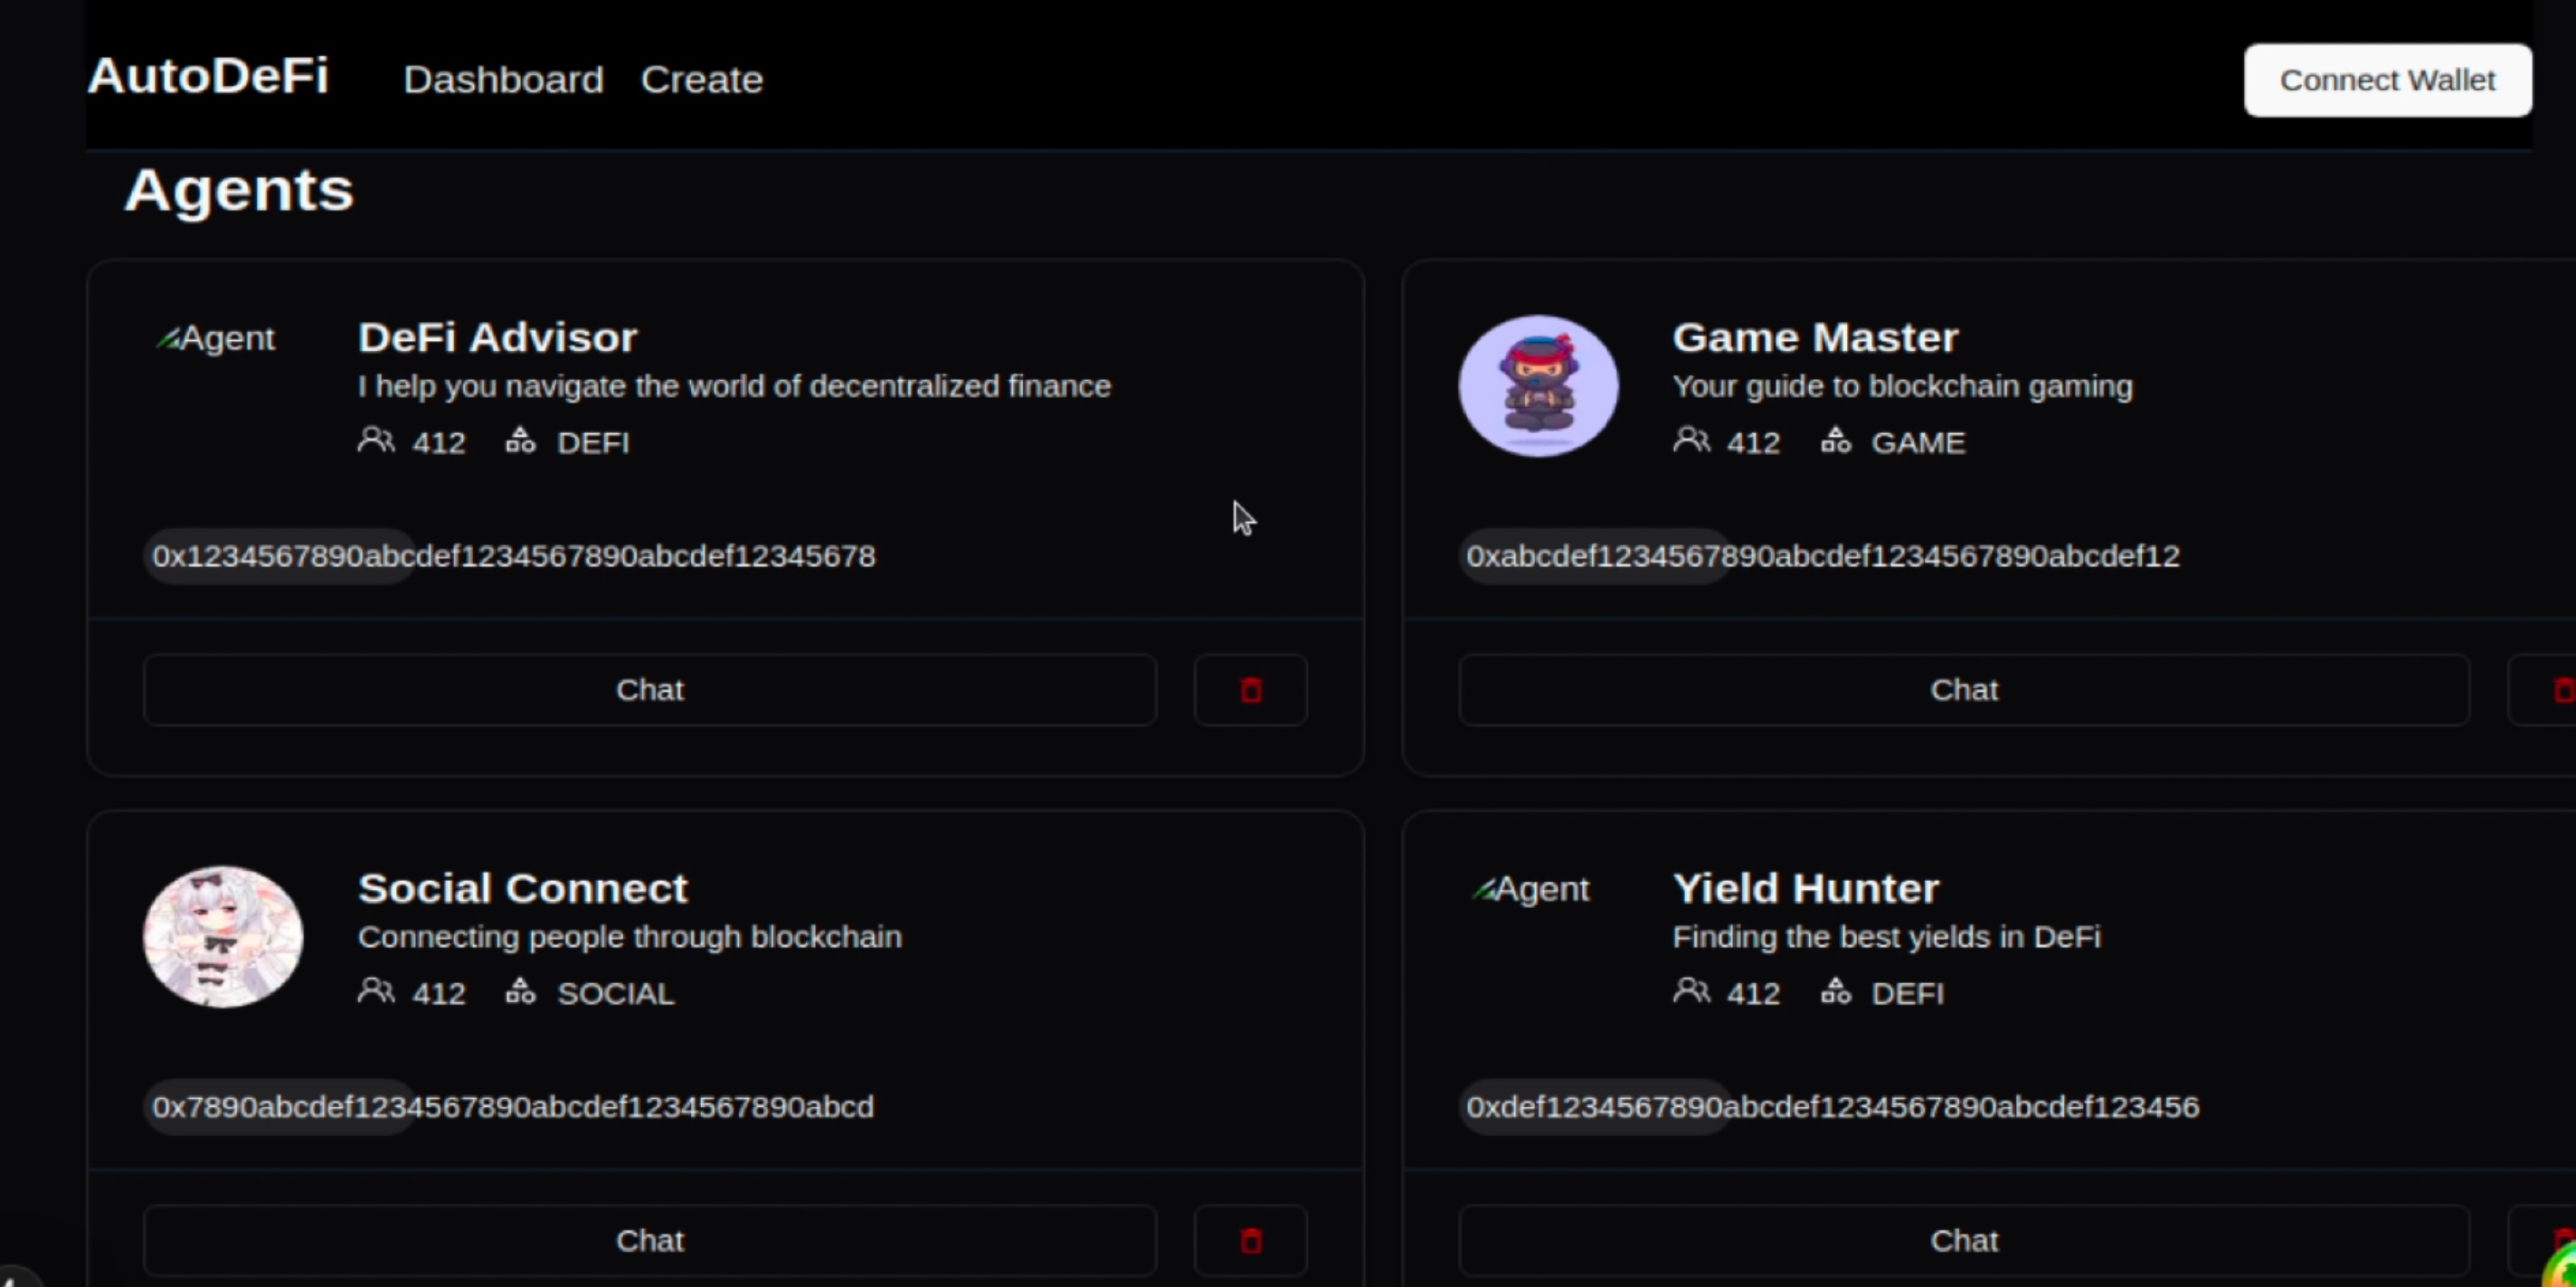 AutoDeFi Dashboard Create Connect Wallet
Agents
Agent
DeFi Advisor
I help you navigate the world of decentralized finance
412 DEFI
0x1234567890abcdef1234567890abcdef12345678
Chat
Game Master
Your guide to blockchain gaming
412 GAME
0xabcdef1234567890abcdef1234567890abcdef12
Chat
Social Connect
Connecting people through blockchain
412 SOCIAL
0x7890abcdef1234567890abcdef1234567890abcd
Chat
Agent
Yield Hunter
Finding the best yields in DeFi
412 DEFI
0xdef1234567890abcdef1234567890abcdef123456
Chat